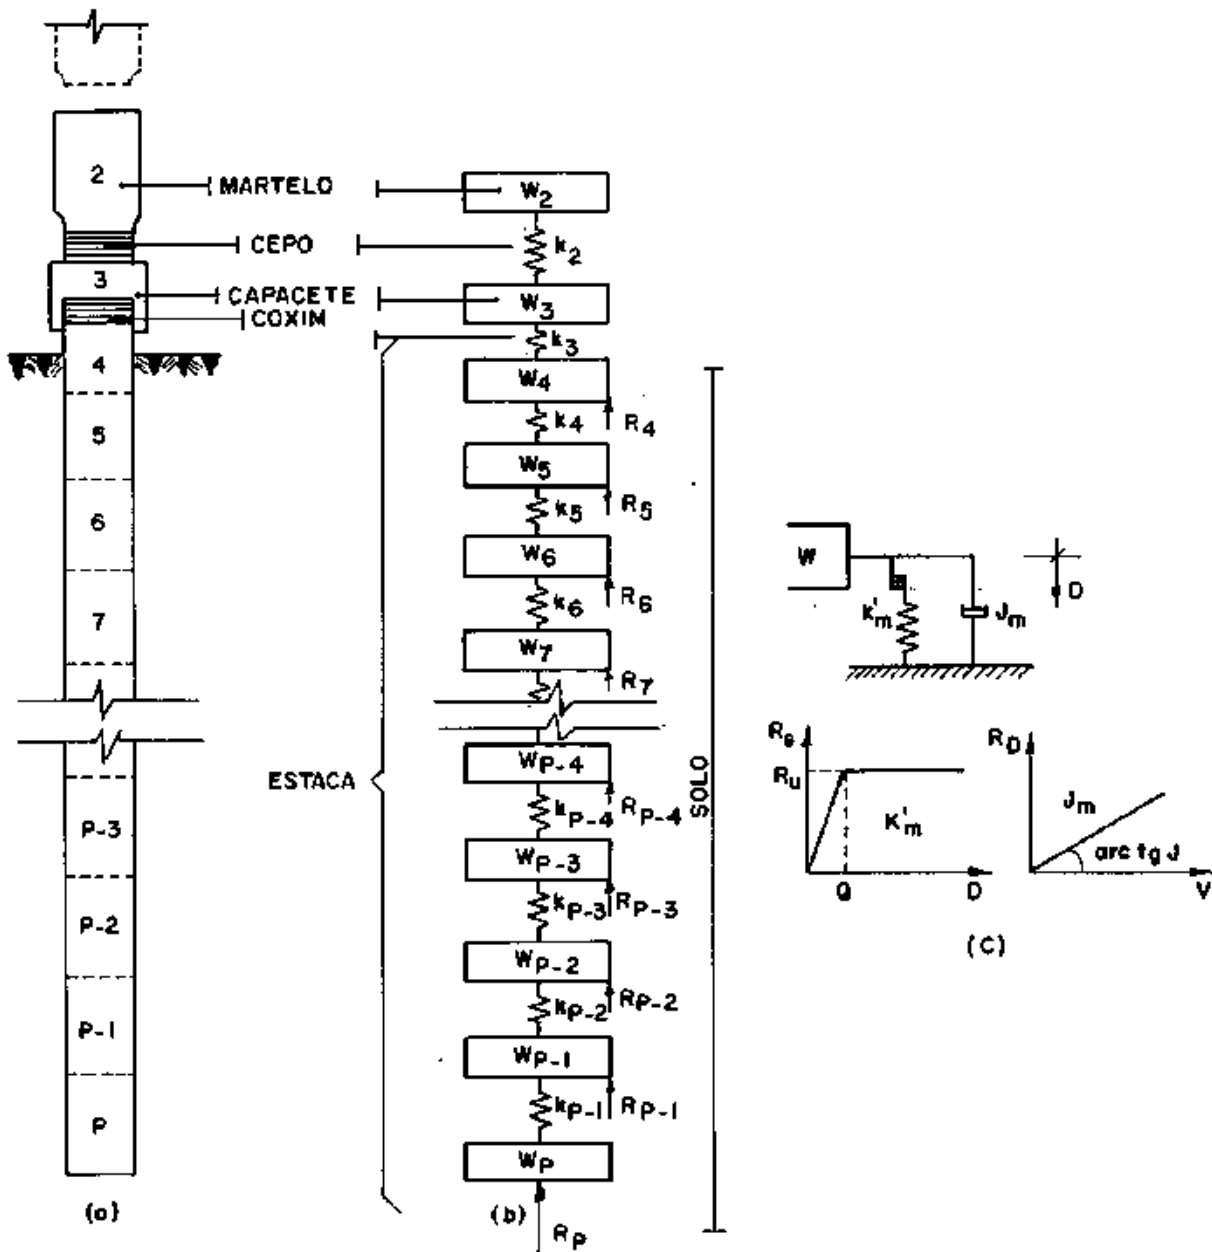 2
MARTELO
CEPO
3
CAPACETE
COXIM
4
5
6
7
P-3
P-2
P-1
P
(a)
W2
k2
W3
k3
W4
k4
R4
W5
k5
R5
W6
k6
R6
W7
R7
ESTACA
SOLO
WP-4
kP-4
RP-4
WP-3
kP-3
RP-3
WP-2
kP-2
RP-2
WP-1
kP-1
RP-1
WP
RP
(b)
W
k'm
Jm
D
Re
Ru
K'm
Q
D
RD
Jm
arc tg J
V
(C)